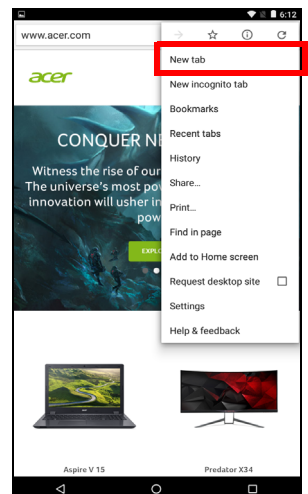 6:12
www.acer.com
New tab
acer
New incognito tab
Bookmarks
Recent tabs
CONQUER NE
History
Witness the rise of our
Share...
The universe's most pow
innovation will usher in
Print...
pow
Find in page
EXPLO
Add to Home screen
Request desktop site
Settings
Help & feedback
Aspire V 15
Predator X34